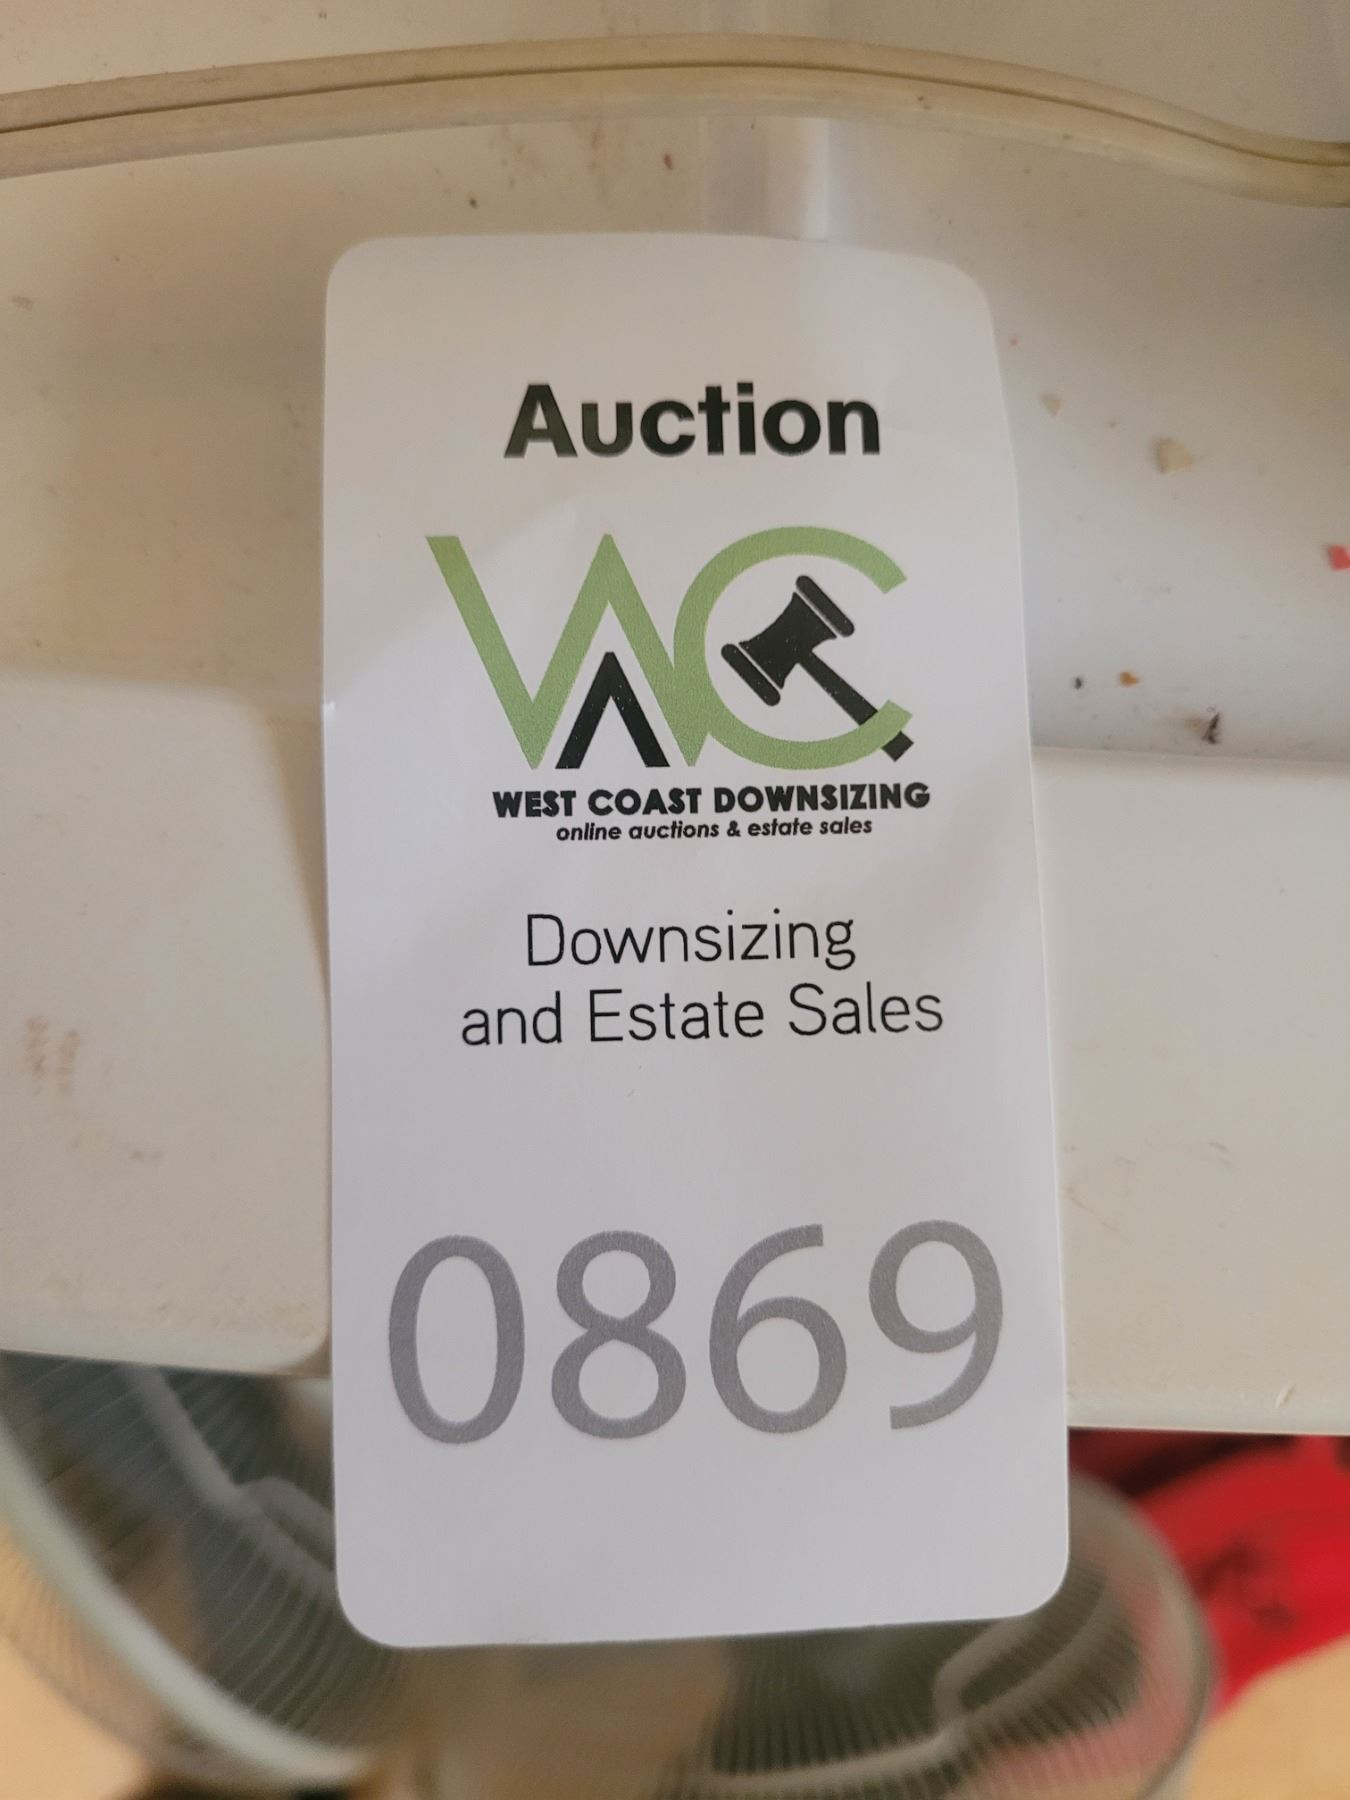 Auction
WC
WEST COAST DOWNSIZING
online auctions & estate sales
Downsizing
and Estate Sales
0869